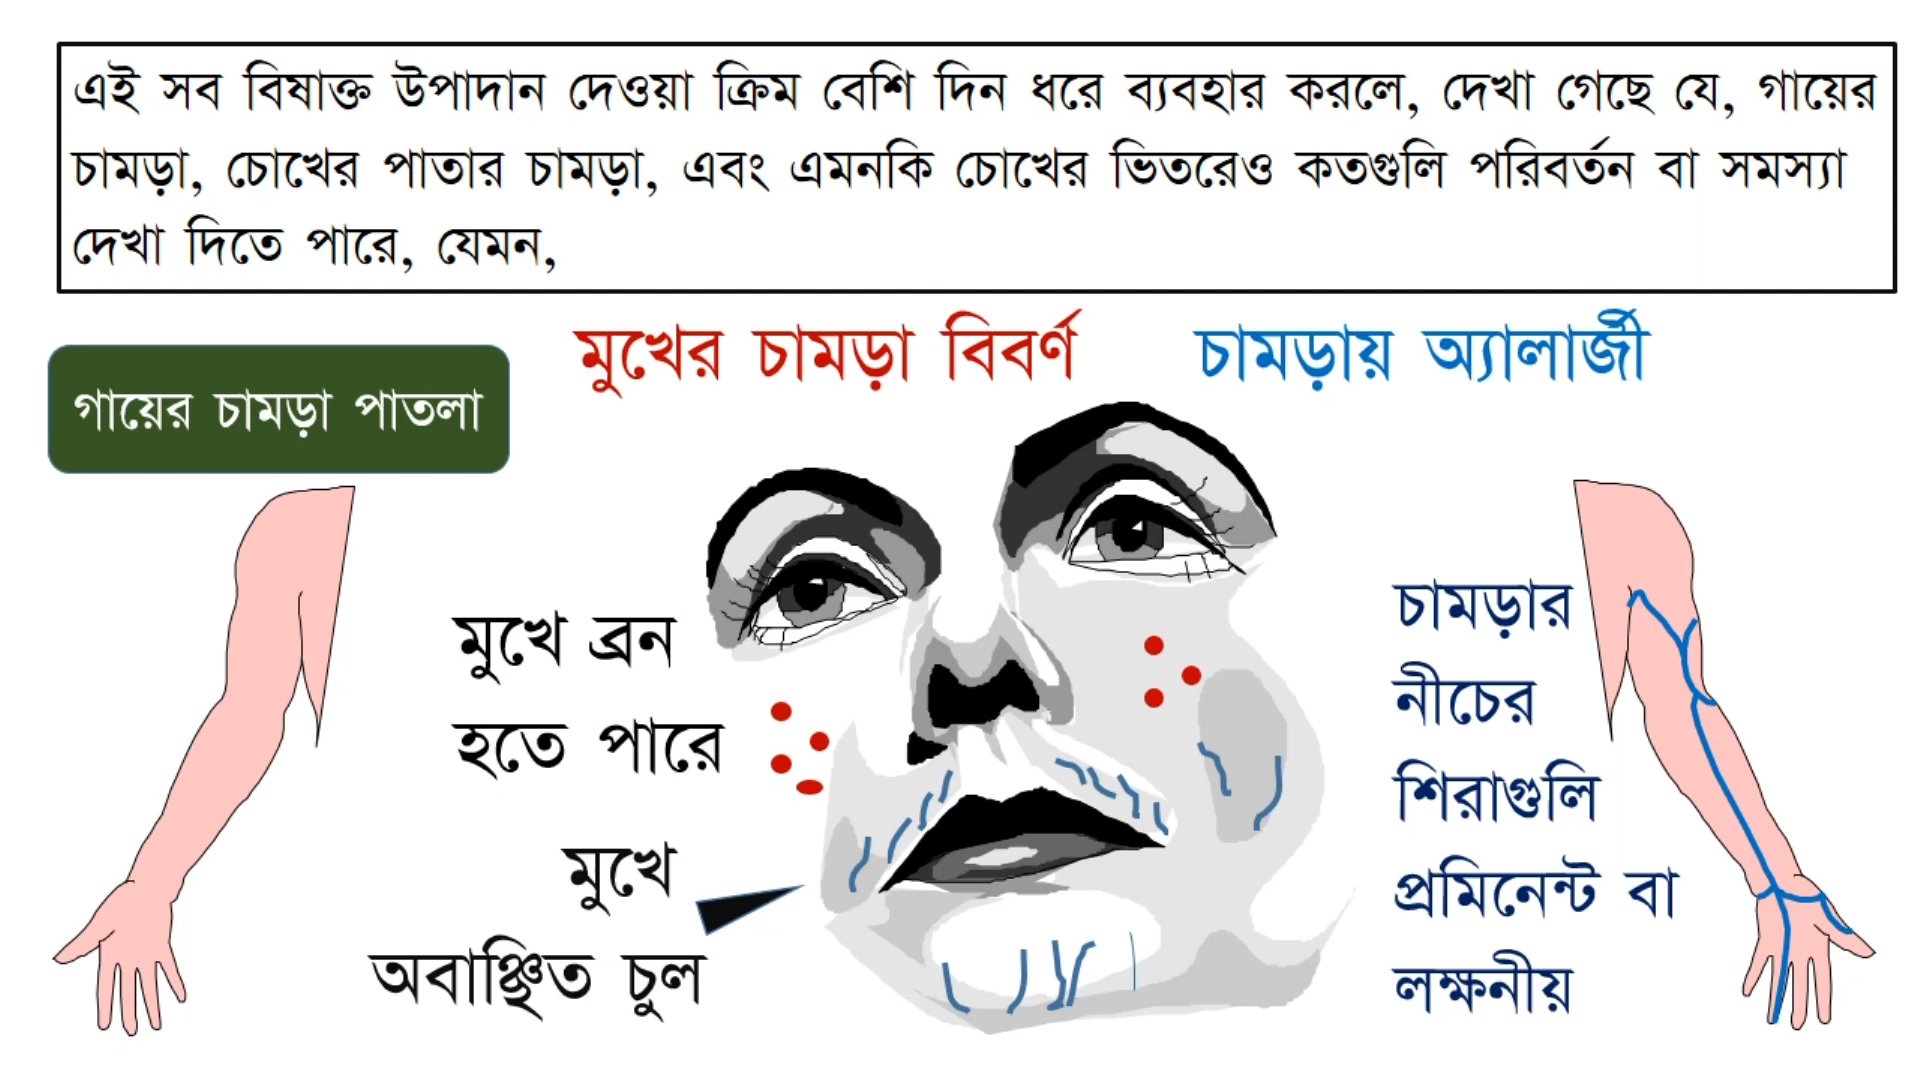 এই সব বিষাক্ত উপাদান দেওয়া ক্রিম বেশি দিন ধরে ব্যবহার করলে, দেখা গেছে যে, গায়ের
চামড়া, চোখের পাতার চামড়া, এবং এমনকি চোখের ভিতরেও কতগুলি পরিবর্তন বা সমস্যা
দেখা দিতে পারে, যেমন,
মুখের চামড়া বিবর্ণ
চামড়ায় অ্যালার্জী
গায়ের চামড়া পাতলা
মুখে ব্রন
হতে পারে
মুখে
অবাঞ্ছিত চুল
চামড়ার
নীচের
শিরাগুলি
প্রমিনেন্ট বা
লক্ষনীয়